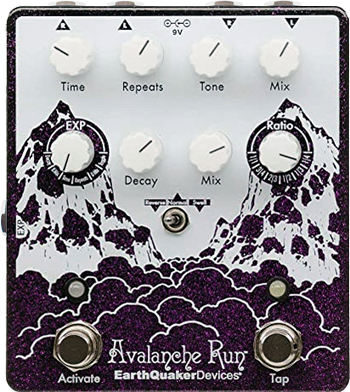 R L 9V R L
Time Repeats Tone Mix
EXP Ratio
Decay Mix
Reverse Normal Swell
EXP
Avalanche Run
EarthQuakerDevices®
Activate Tap